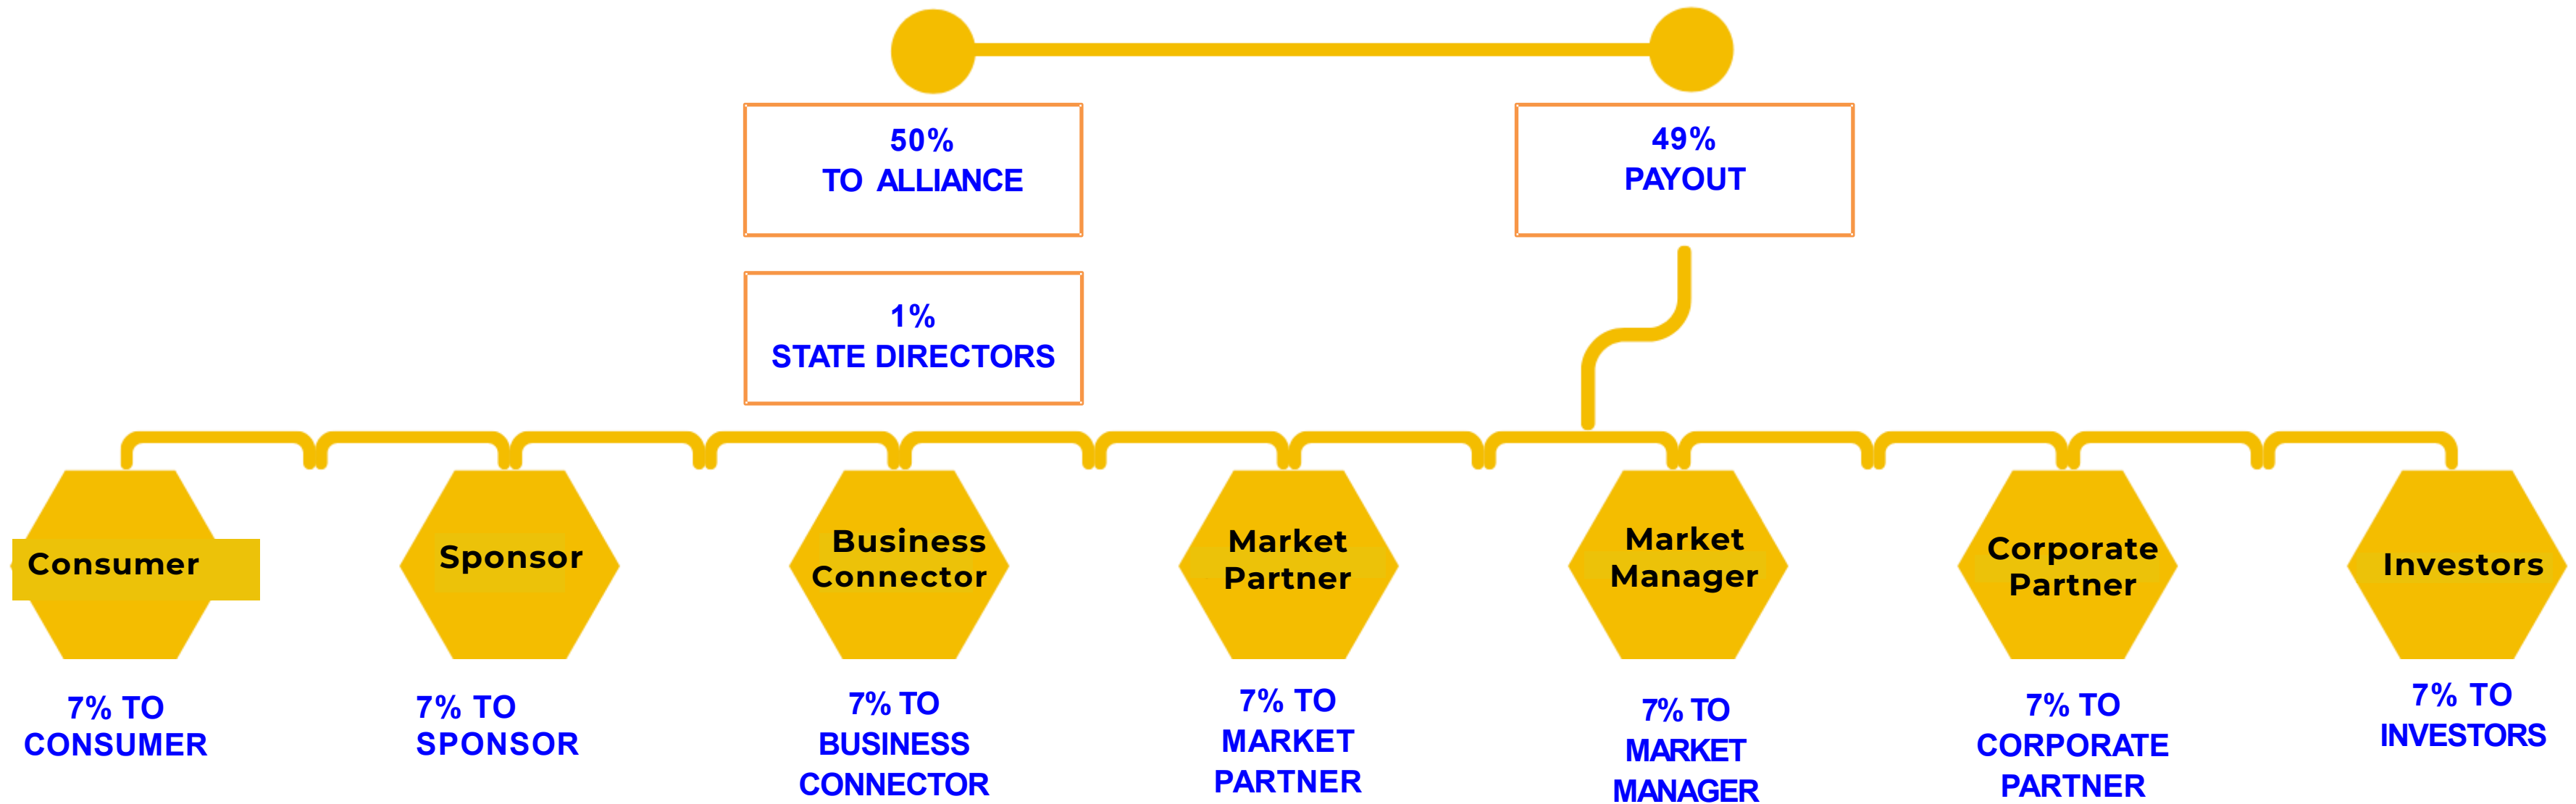 50%
TO ALLIANCE
49%
PAYOUT
1%
STATE DIRECTORS
Consumer
Sponsor
Business
Connector
Market
Partner
Market
Manager
Corporate
Partner
Investors
7% TO
CONSUMER
7% TO
SPONSOR
7% TO
BUSINESS
CONNECTOR
7% TO
MARKET
PARTNER
7% TO
MARKET
MANAGER
7% TO
CORPORATE
PARTNER
7% TO
INVESTORS